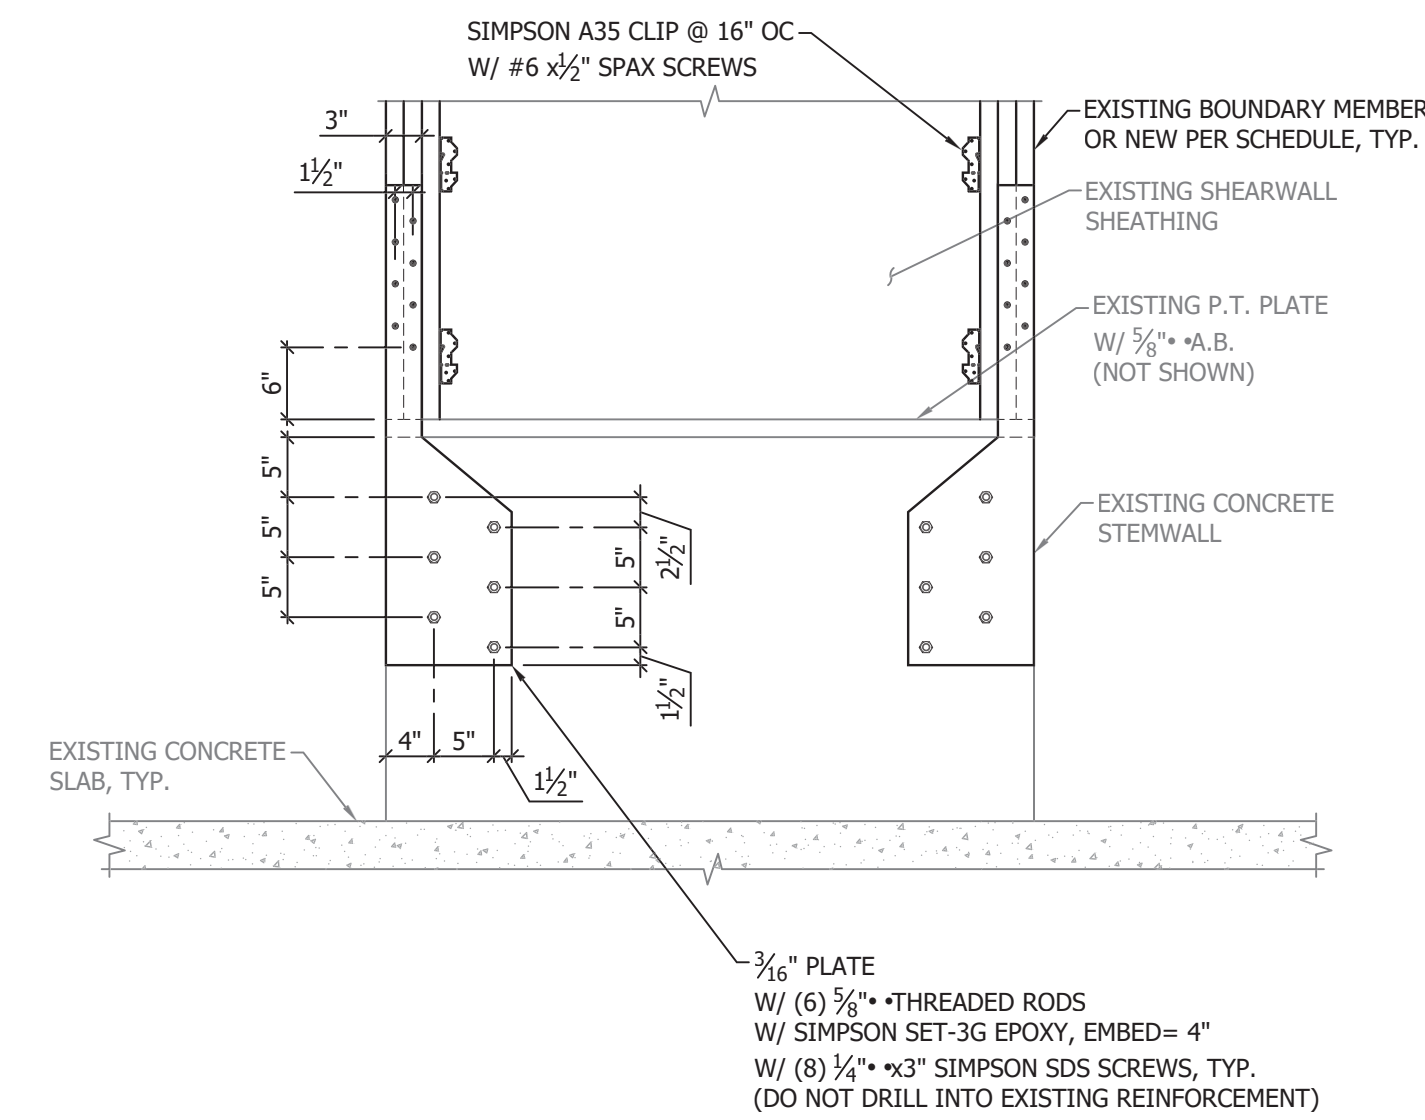 SIMPSON A35 CLIP @ 16" OC
W/ #6 x½" SPAX SCREWS
3"
1½"
EXISTING BOUNDARY MEMBER
OR NEW PER SCHEDULE, TYP.
EXISTING SHEARWALL
SHEATHING
EXISTING P.T. PLATE
W/ ⅝"• •A.B.
(NOT SHOWN)
6"
5"
5"
5"
2½"
5"
5"
1½"
EXISTING CONCRETE
STEMWALL
4"
5"
1½"
EXISTING CONCRETE
SLAB, TYP.
3⁄16" PLATE
W/ (6) ⅝"• •THREADED RODS
W/ SIMPSON SET-3G EPOXY, EMBED= 4"
W/ (8) ¼"• •x3" SIMPSON SDS SCREWS, TYP.
(DO NOT DRILL INTO EXISTING REINFORCEMENT)